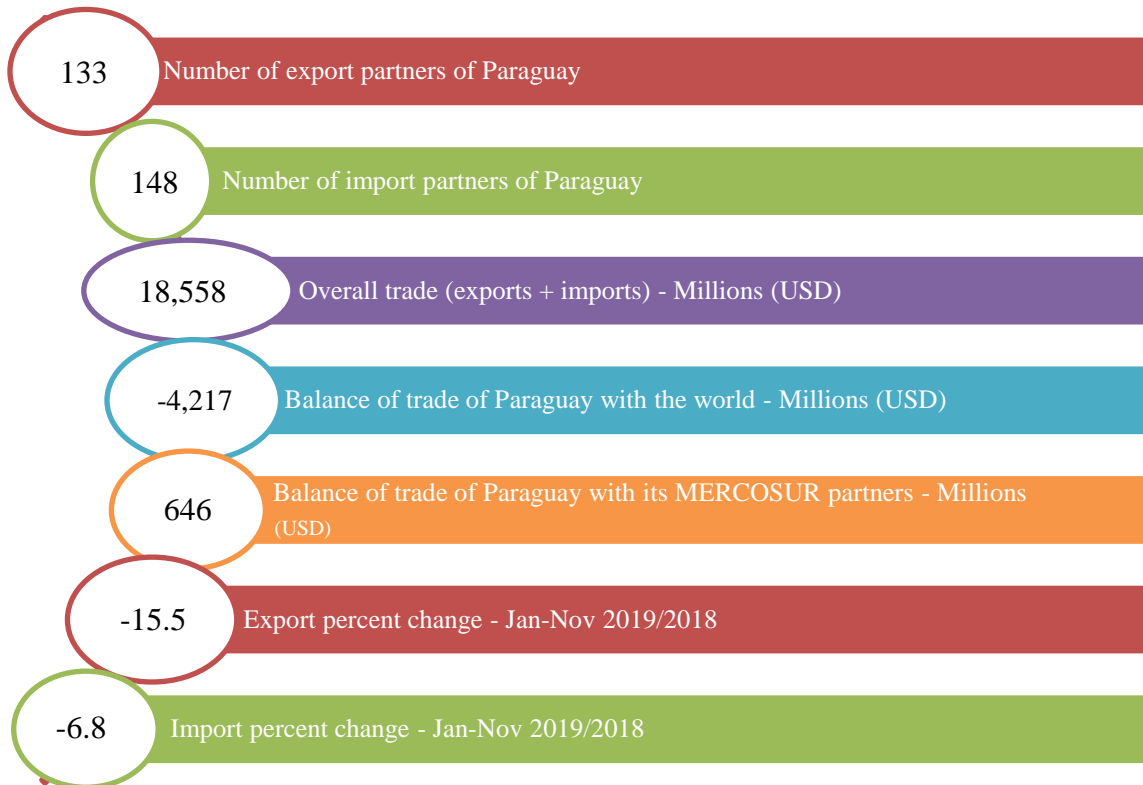 133
Number of export partners of Paraguay
148
Number of import partners of Paraguay
18,558
Overall trade (exports + imports) - Millions (USD)
-4,217
Balance of trade of Paraguay with the world - Millions (USD)
646
Balance of trade of Paraguay with its MERCOSUR partners - Millions
(USD)
-15.5
Export percent change - Jan-Nov 2019/2018
-6.8
Import percent change - Jan-Nov 2019/2018